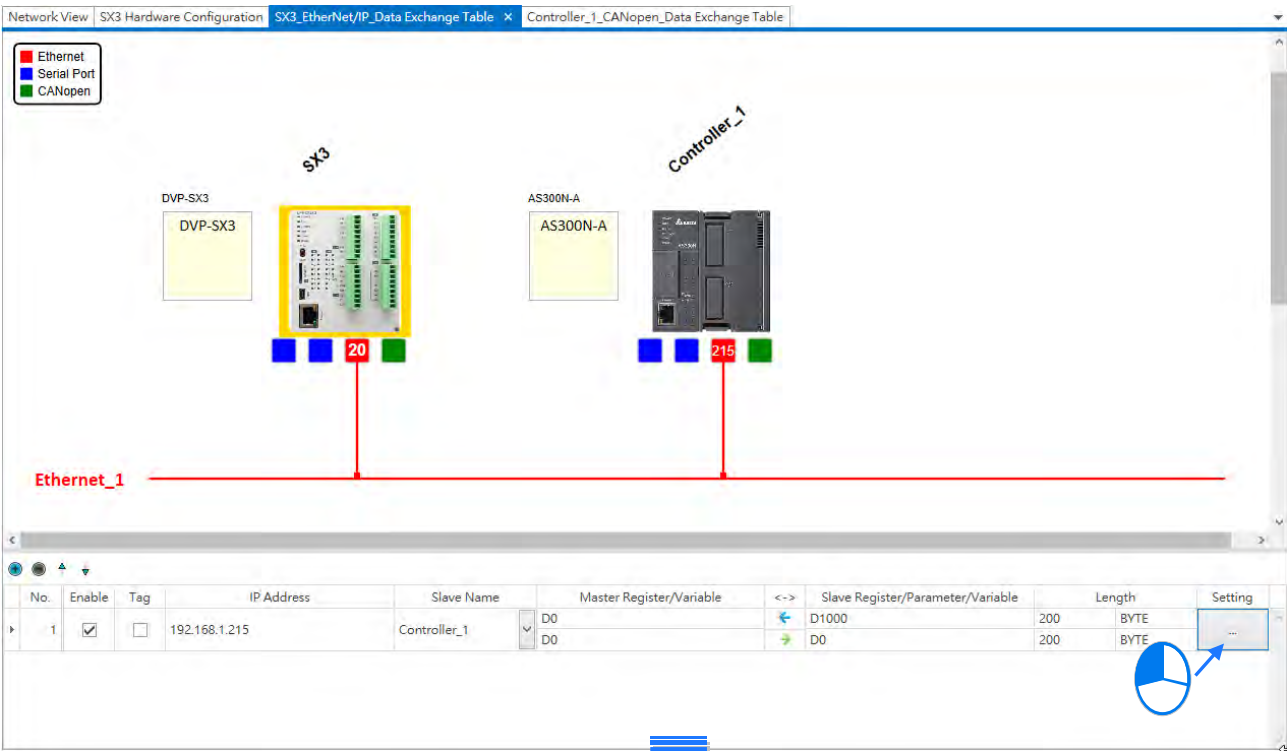 Network View SX3 Hardware Configuration SX3_EtherNet/IP_Data Exchange Table × Controller_1_CANopen_Data Exchange Table
Ethernet
Serial Port
CANopen
SX3
Controller_1
DVP-SX3
AS300N-A
DVP-SX3
AS300N-A
20
215
Ethernet_1
No. Enable Tag IP Address Slave Name Master Register/Variable <-> Slave Register/Parameter/Variable Length Setting
1 192.168.1.215 Controller_1 D0 D1000 200 BYTE ...
D0 D0 200 BYTE